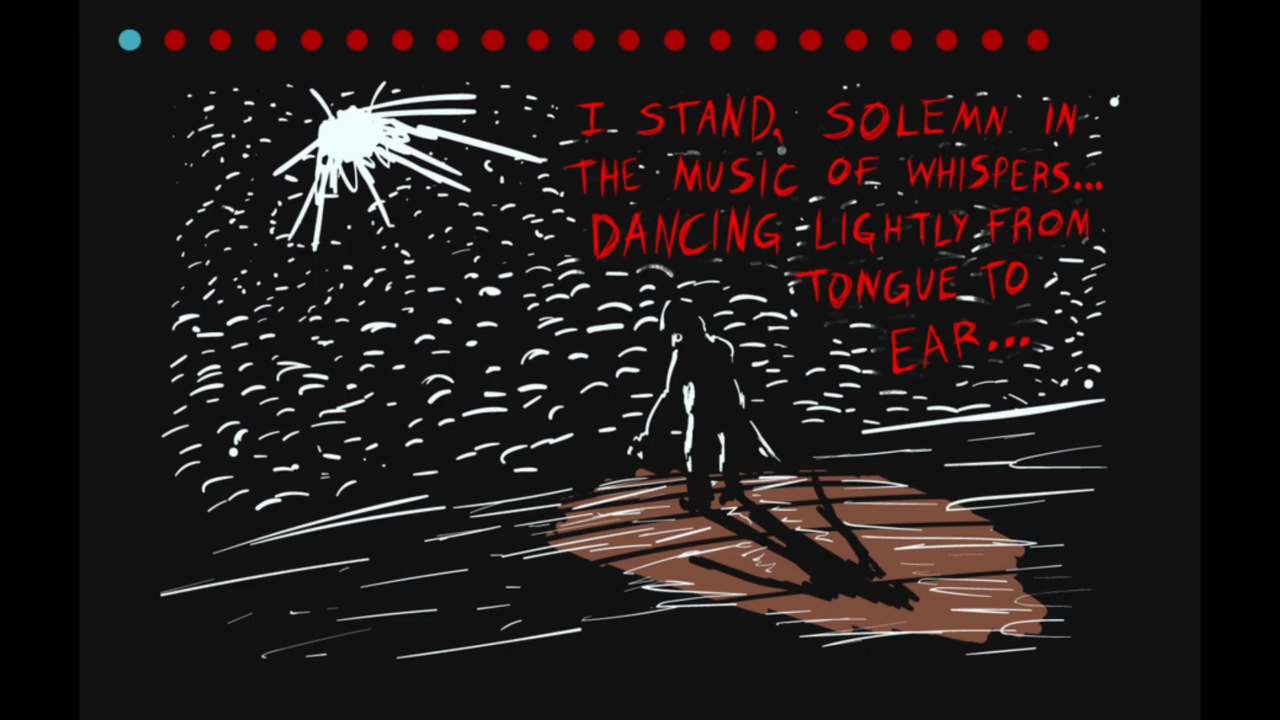 I STAND, SOLEMN IN
THE MUSIC OF WHISPERS...
DANCING LIGHTLY FROM
TONGUE TO
EAR...